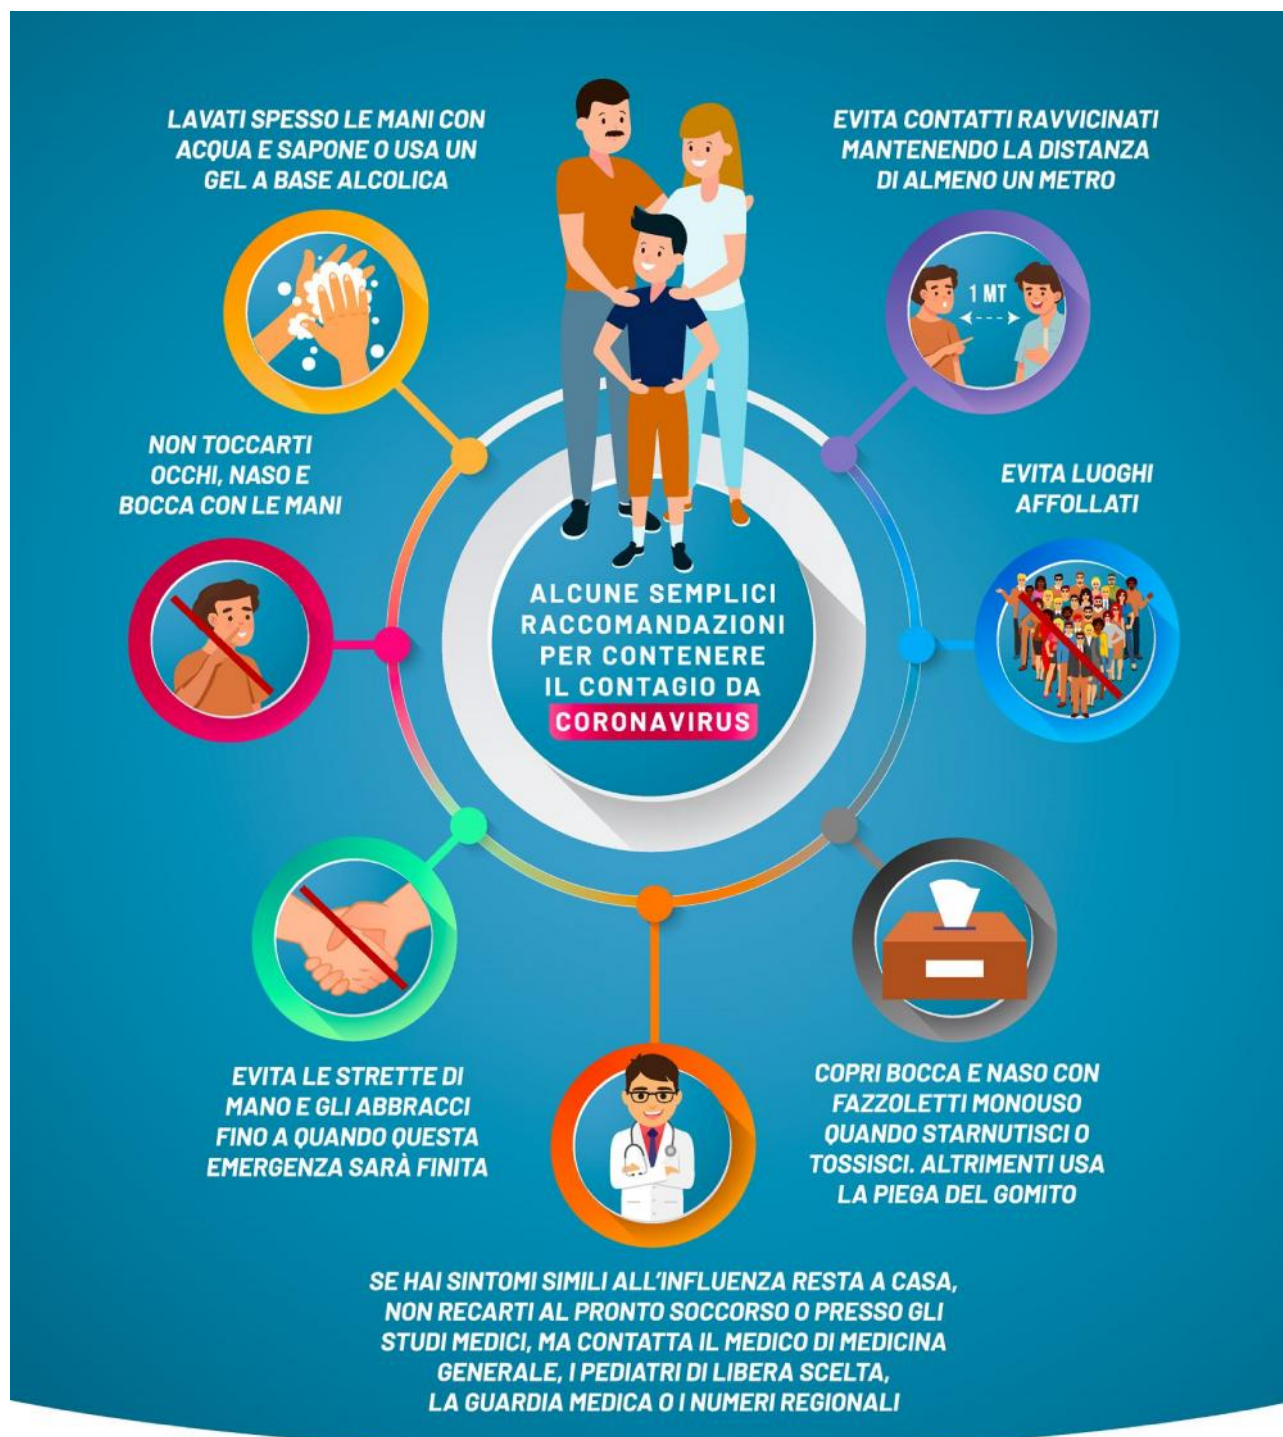 LAVATI SPESSO LE MANI CON
ACQUA E SAPONE O USA UN
GEL A BASE ALCOLICA
EVITA CONTATTI RAVVICINATI
MANTENENDO LA DISTANZA
DI ALMENO UN METRO
1 MT
NON TOCCARTI
OCCHI, NASO E
BOCCA CON LE MANI
EVITA LUOGHI
AFFOLLATI
ALCUNE SEMPLICI
RACCOMANDAZIONI
PER CONTENERE
IL CONTAGIO DA
CORONAVIRUS
EVITA LE STRETTE DI
MANO E GLI ABBRACCI
FINO A QUANDO QUESTA
EMERGENZA SARÀ FINITA
COPRI BOCCA E NASO CON
FAZZOLETTI MONOUSO
QUANDO STARNUTISCI O
TOSSISCI. ALTRIMENTI USA
LA PIEGA DEL GOMITO
SE HAI SINTOMI SIMILI ALL'INFLUENZA RESTA A CASA,
NON RECARTI AL PRONTO SOCCORSO O PRESSO GLI
STUDI MEDICI, MA CONTATTA IL MEDICO DI MEDICINA
GENERALE, I PEDIATRI DI LIBERA SCELTA,
LA GUARDIA MEDICA O I NUMERI REGIONALI